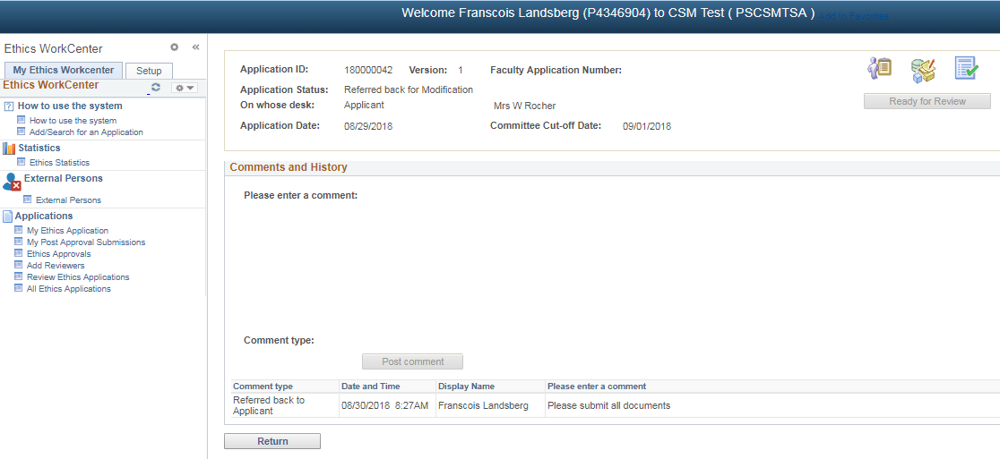 Welcome Franscois Landsberg (P4346904) to CSM Test ( PSCSMTSA ) Add to Favorites
Ethics WorkCenter
My Ethics Workcenter Setup
Ethics WorkCenter
How to use the system
How to use the system
Add/Search for an Application
Statistics
Ethics Statistics
External Persons
External Persons
Applications
My Ethics Application
My Post Approval Submissions
Ethics Approvals
Add Reviewers
Review Ethics Applications
All Ethics Applications
Application ID: 180000042 Version: 1 Faculty Application Number:
Application Status: Referred back for Modification
On whose desk: Applicant Mrs W Rocher
Application Date: 08/29/2018 Committee Cut-off Date: 09/01/2018
Ready for Review
Comments and History
Please enter a comment:
Comment type:
Post comment
Comment type Date and Time Display Name Please enter a comment
Referred back to
Applicant 08/30/2018 8:27AM Franscois Landsberg Please submit all documents
Return